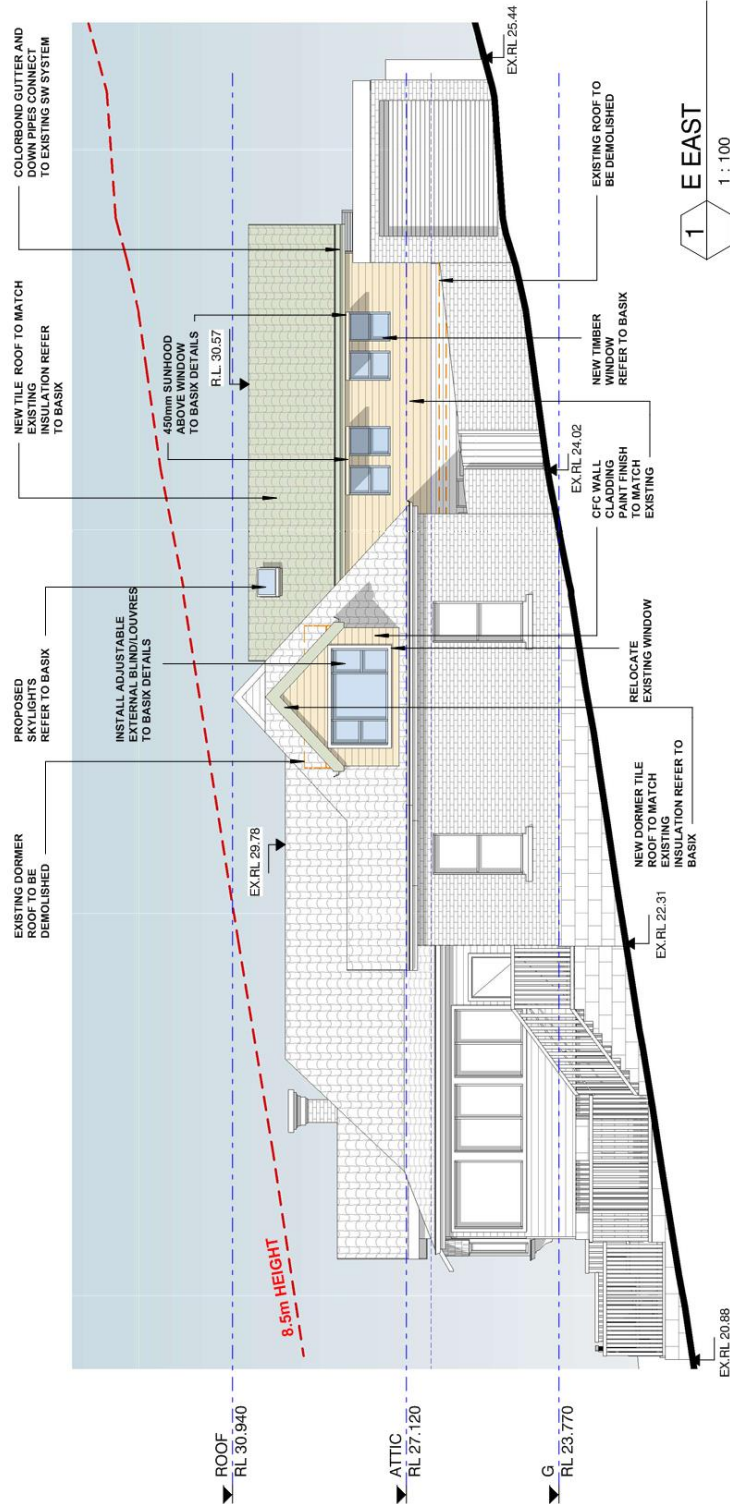 EXISTING DORMER
ROOF TO BE
DEMOLISHED
PROPOSED
SKYLIGHTS
REFER TO BASIX
NEW TILE ROOF TO MATCH
EXISTING
INSULATION REFER
TO BASIX
COLORBOND GUTTER AND
DOWN PIPES CONNECT
TO EXISTING SW SYSTEM
INSTALL ADJUSTABLE
EXTERNAL BLIND/LOUVRES
TO BASIX DETAILS
450mm SUNHOOD
ABOVE WINDOW
TO BASIX DETAILS
R.L. 30.57
EX.RL 29.78
8.5m HEIGHT
ROOF
RL 30.940
ATTIC
RL 27.120
G
RL 23.770
EX.RL 20.88
EX.RL 22.31
EX.RL 24.02
EX.RL 25.44
NEW DORMER TILE
ROOF TO MATCH
EXISTING
INSULATION REFER TO
BASIX
RELOCATE
EXISTING WINDOW
CFC WALL
CLADDING
PAINT FINISH
TO MATCH
EXISTING
NEW TIMBER
WINDOW
REFER TO BASIX
EXISTING ROOF TO
BE DEMOLISHED
1
E EAST
1 : 100